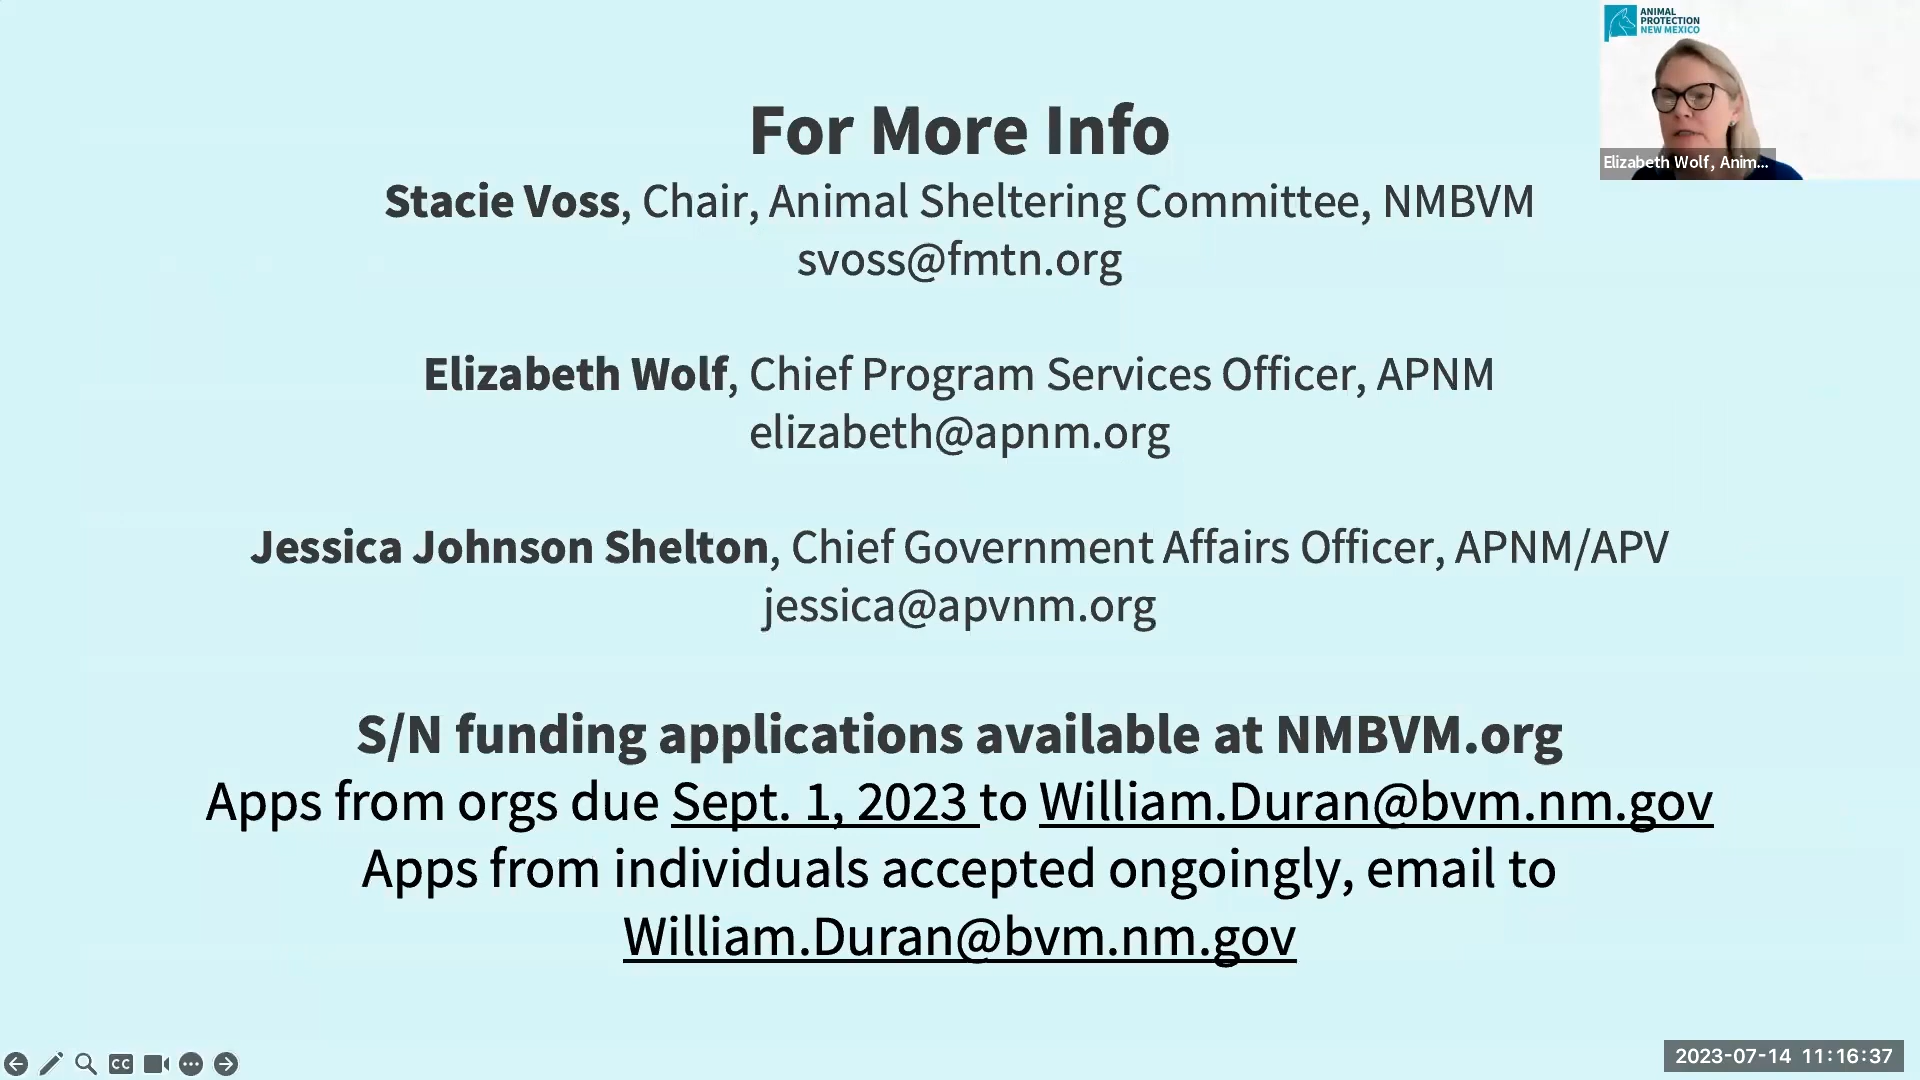 ANIMAL
PROTECTION
NEW MEXICO
Elizabeth Wolf, Anim...
For More Info
Stacie Voss, Chair, Animal Sheltering Committee, NMBVM
svoss@fmtn.org
Elizabeth Wolf, Chief Program Services Officer, APNM
elizabeth@apnm.org
Jessica Johnson Shelton, Chief Government Affairs Officer, APNM/APV
jessica@apvnm.org
S/N funding applications available at NMBVM.org
Apps from orgs due Sept. 1, 2023 to William.Duran@bvm.nm.gov
Apps from individuals accepted ongoingly, email to
William.Duran@bvm.nm.gov
CC
2023-07-14 11:16:37